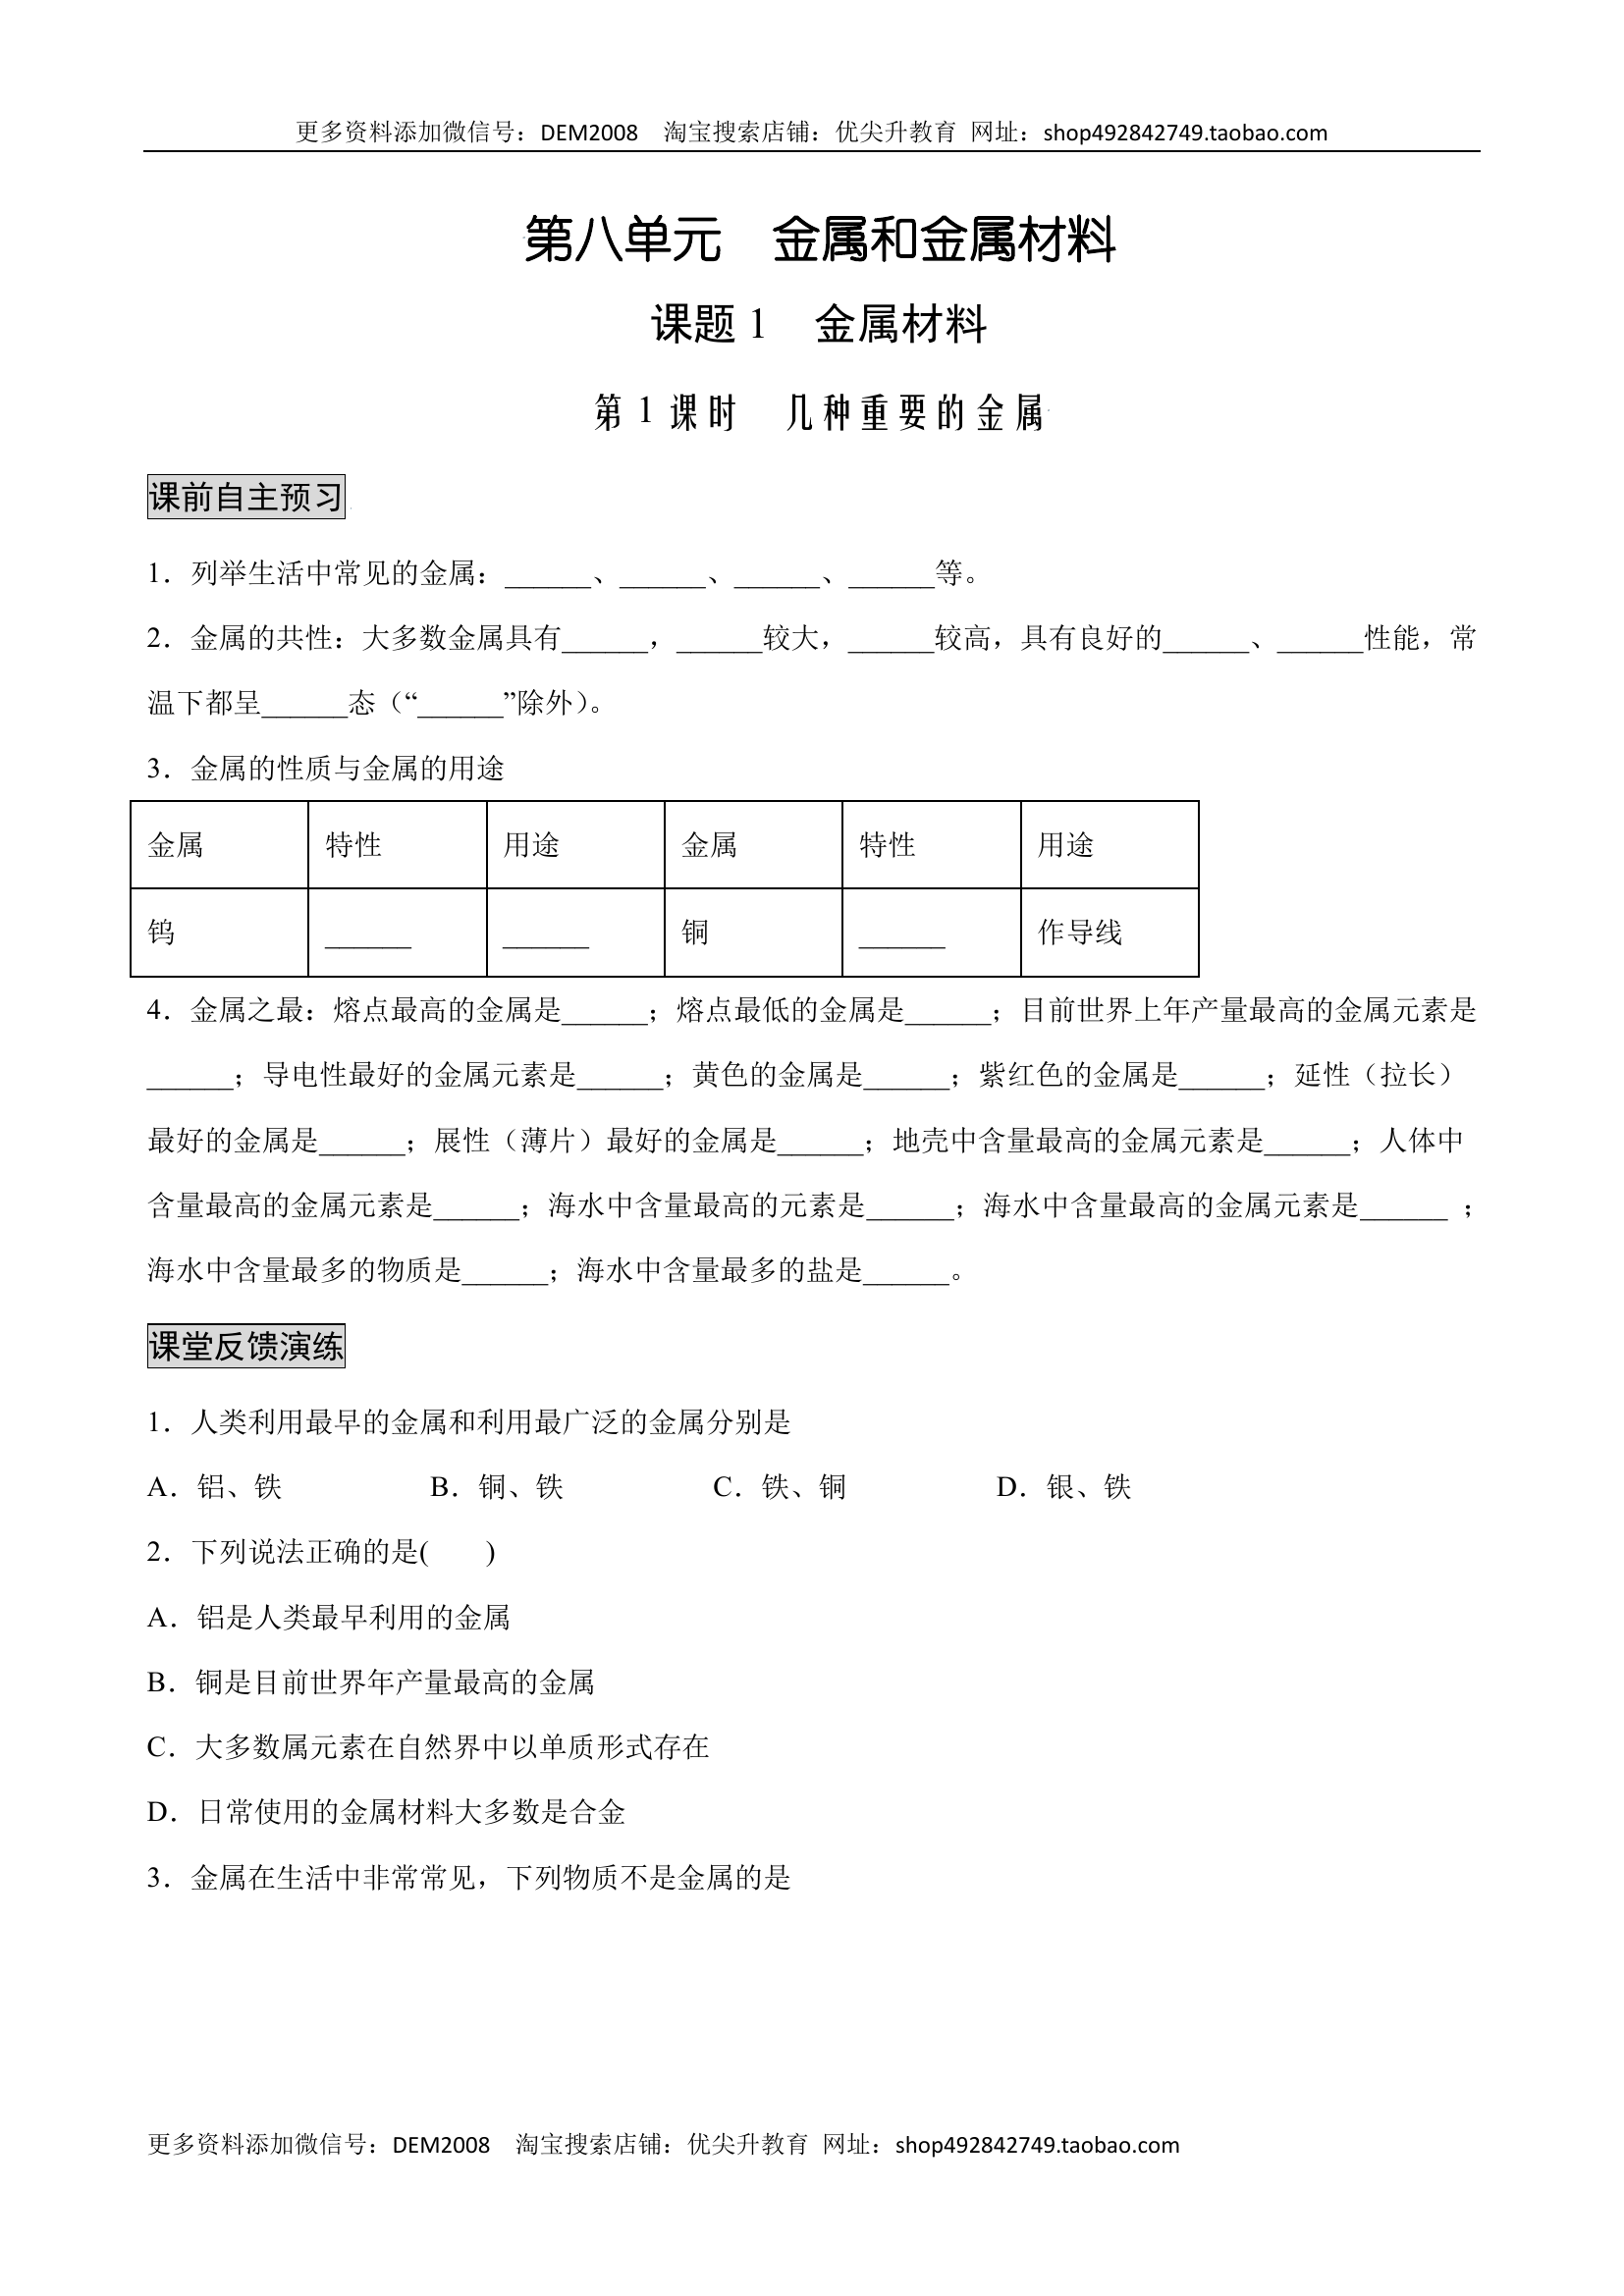 更多资料添加微信号：DEM2008  淘宝搜索店铺：优尖升教育 网址：shop492842749.taobao.com
第八单元  金属和金属材料
课题 1  金属材料
第 1 课时  几种重要的金属
课前自主预习
1．列举生活中常见的金属：______、______、______、______等。
2．金属的共性：大多数金属具有______，______较大，______较高，具有良好的______、______性能，常
温下都呈______态（“______”除外）。
3．金属的性质与金属的用途
金属 特性 用途 金属 特性 用途
钨 ______ ______ 铜 ______ 作导线
4．金属之最：熔点最高的金属是______；熔点最低的金属是______；目前世界上年产量最高的金属元素是
______；导电性最好的金属元素是______；黄色的金属是______；紫红色的金属是______；延性（拉长）
最好的金属是______；展性（薄片）最好的金属是______；地壳中含量最高的金属元素是______；人体中
含量最高的金属元素是______；海水中含量最高的元素是______；海水中含量最高的金属元素是______ ；
海水中含量最多的物质是______；海水中含量最多的盐是______。
课堂反馈演练
1．人类利用最早的金属和利用最广泛的金属分别是
A．铝、铁 B．铜、铁 C．铁、铜 D．银、铁
2．下列说法正确的是(  )
A．铝是人类最早利用的金属
B．铜是目前世界年产量最高的金属
C．大多数属元素在自然界中以单质形式存在
D．日常使用的金属材料大多数是合金
3．金属在生活中非常常见，下列物质不是金属的是
更多资料添加微信号：DEM2008  淘宝搜索店铺：优尖升教育 网址：shop492842749.taobao.com